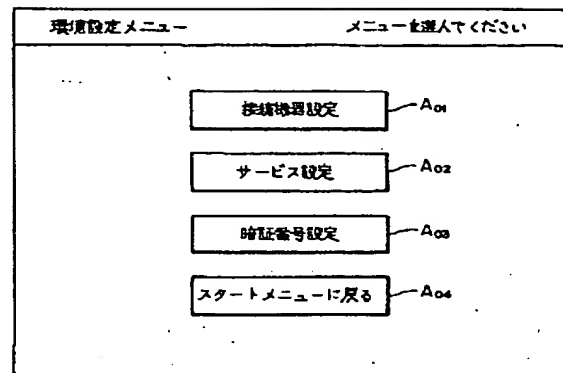 環境設定メニュー メニューを選んでください
接続機器設定 A01
サービス設定 A02
暗証番号設定 A03
スタートメニューに戻る A04